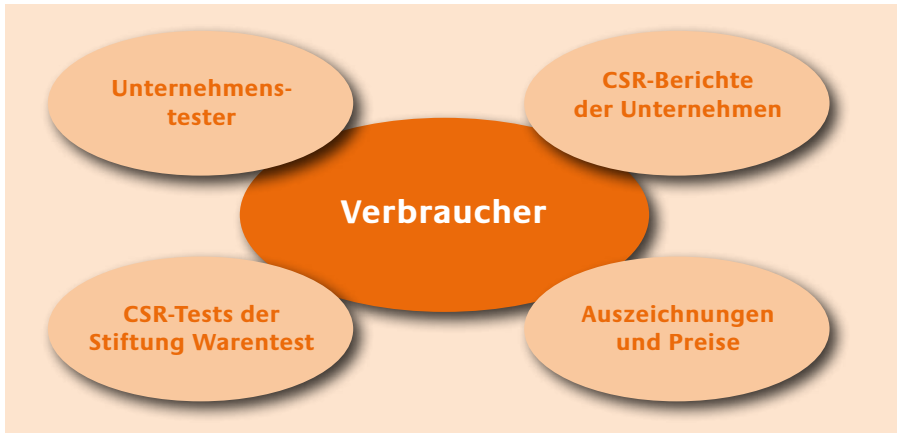 Unternehmens-
tester
CSR-Berichte
der Unternehmen
Verbraucher
CSR-Tests der
Stiftung Warentest
Auszeichnungen
und Preise